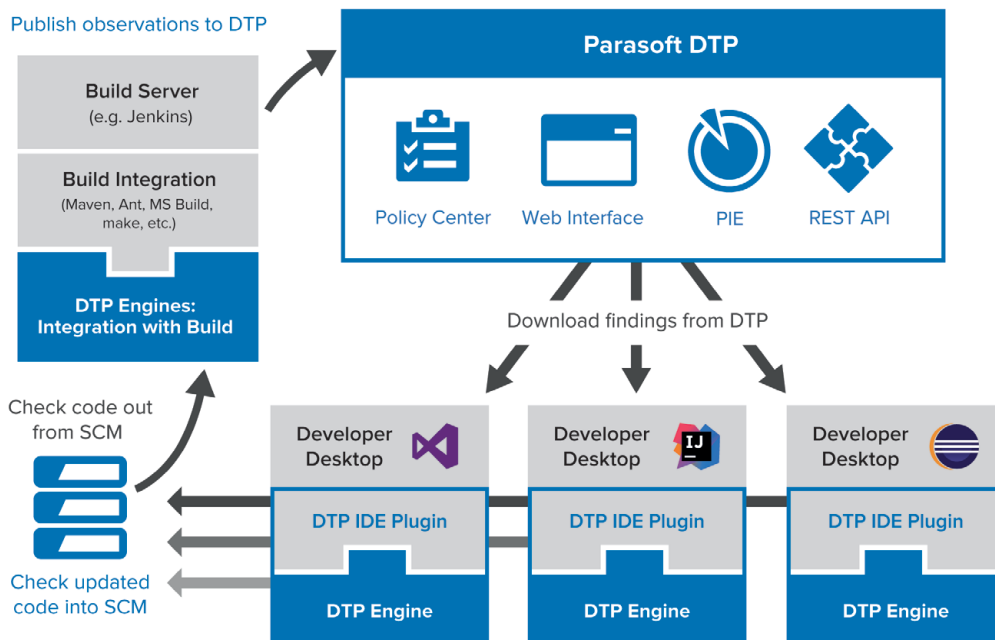 Publish observations to DTP
Build Server
(e.g. Jenkins)
Build Integration
(Maven, Ant, MS Build,
make, etc.)
DTP Engines:
Integration with Build
Parasoft DTP
Policy Center
Web Interface
PIE
REST API
Download findings from DTP
Check code out
from SCM
Check updated
code into SCM
Developer
Desktop
DTP IDE Plugin
DTP Engine
Developer
Desktop
IJ
DTP IDE Plugin
DTP Engine
Developer
Desktop
DTP IDE Plugin
DTP Engine